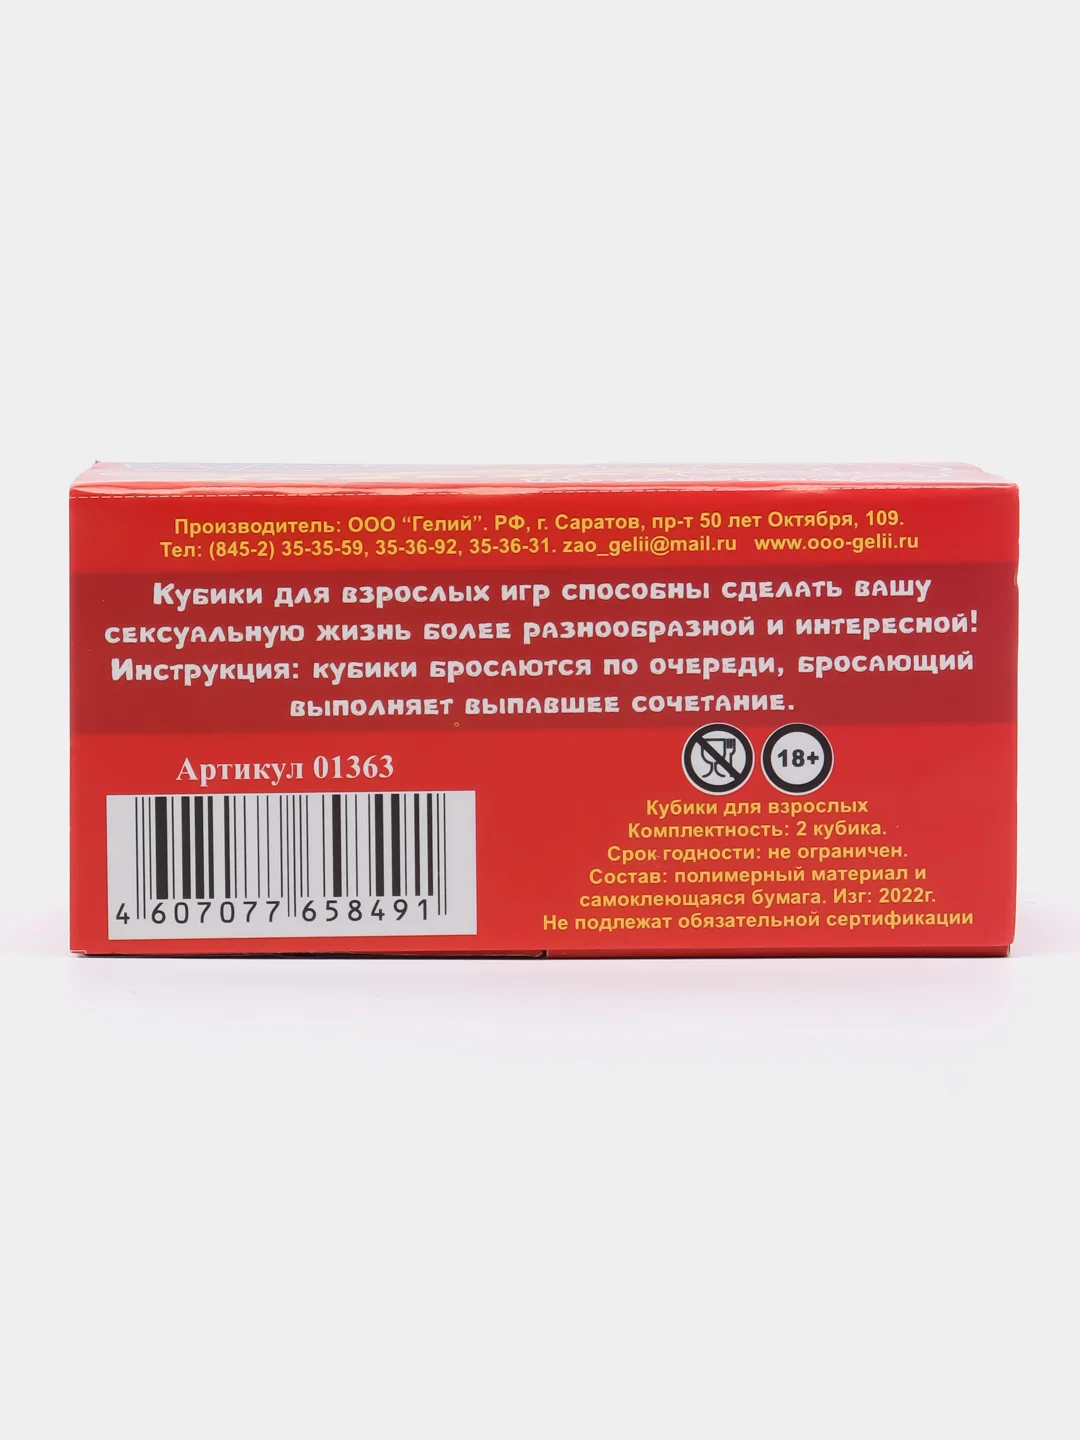 Производитель: ООО "Гелий". РФ, г. Саратов, пр-т 50 лет Октября, 109.
Тел: (845-2) 35-35-59, 35-36-92, 35-36-31. zao_gelii@mail.ru www.ooo-gelii.ru
Кубики для взрослых игр способны сделать вашу
сексуальную жизнь более разнообразной и интересной!
Инструкция: кубики бросаются по очереди, бросающий
выполняет выпавшее сочетание.
Артикул 01363
4 607077 658491
18+
Кубики для взрослых
Комплектность: 2 кубика.
Срок годности: не ограничен.
Состав: полимерный материал и
самоклеющаяся бумага. Изг: 2022г.
Не подлежат обязательной сертификации